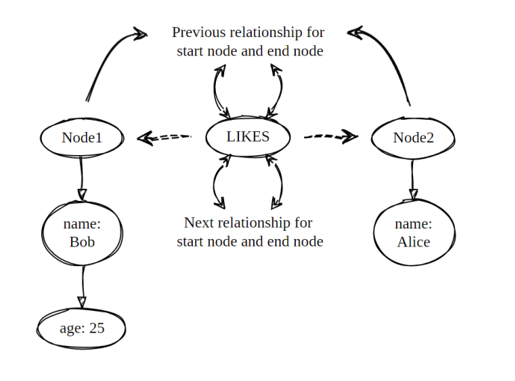 Previous relationship for
start node and end node
Node1
LIKES
Node2
name:
Bob
Next relationship for
start node and end node
name:
Alice
age: 25